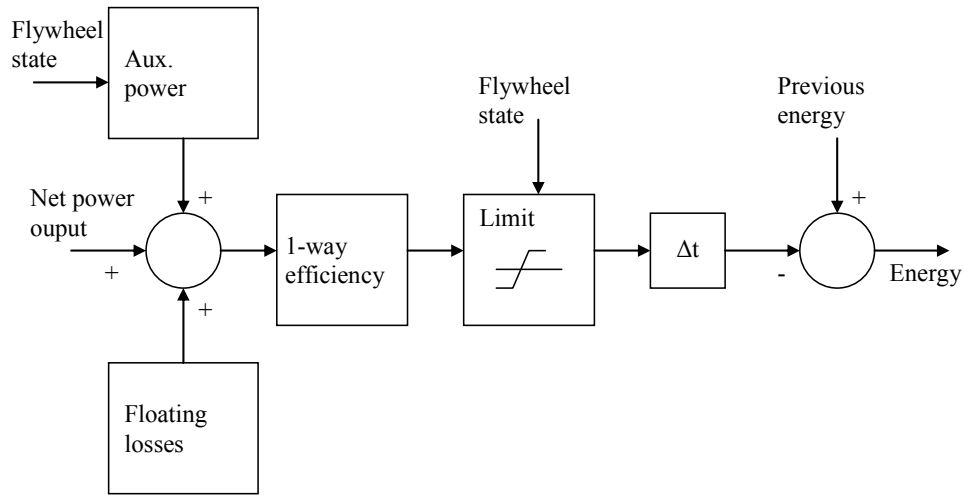 Flywheel
state
Aux.
power
Flywheel
state
Previous
energy
Net power
ouput
+
+
+
1-way
efficiency
Limit
Δt
+
-
Energy
Floating
losses